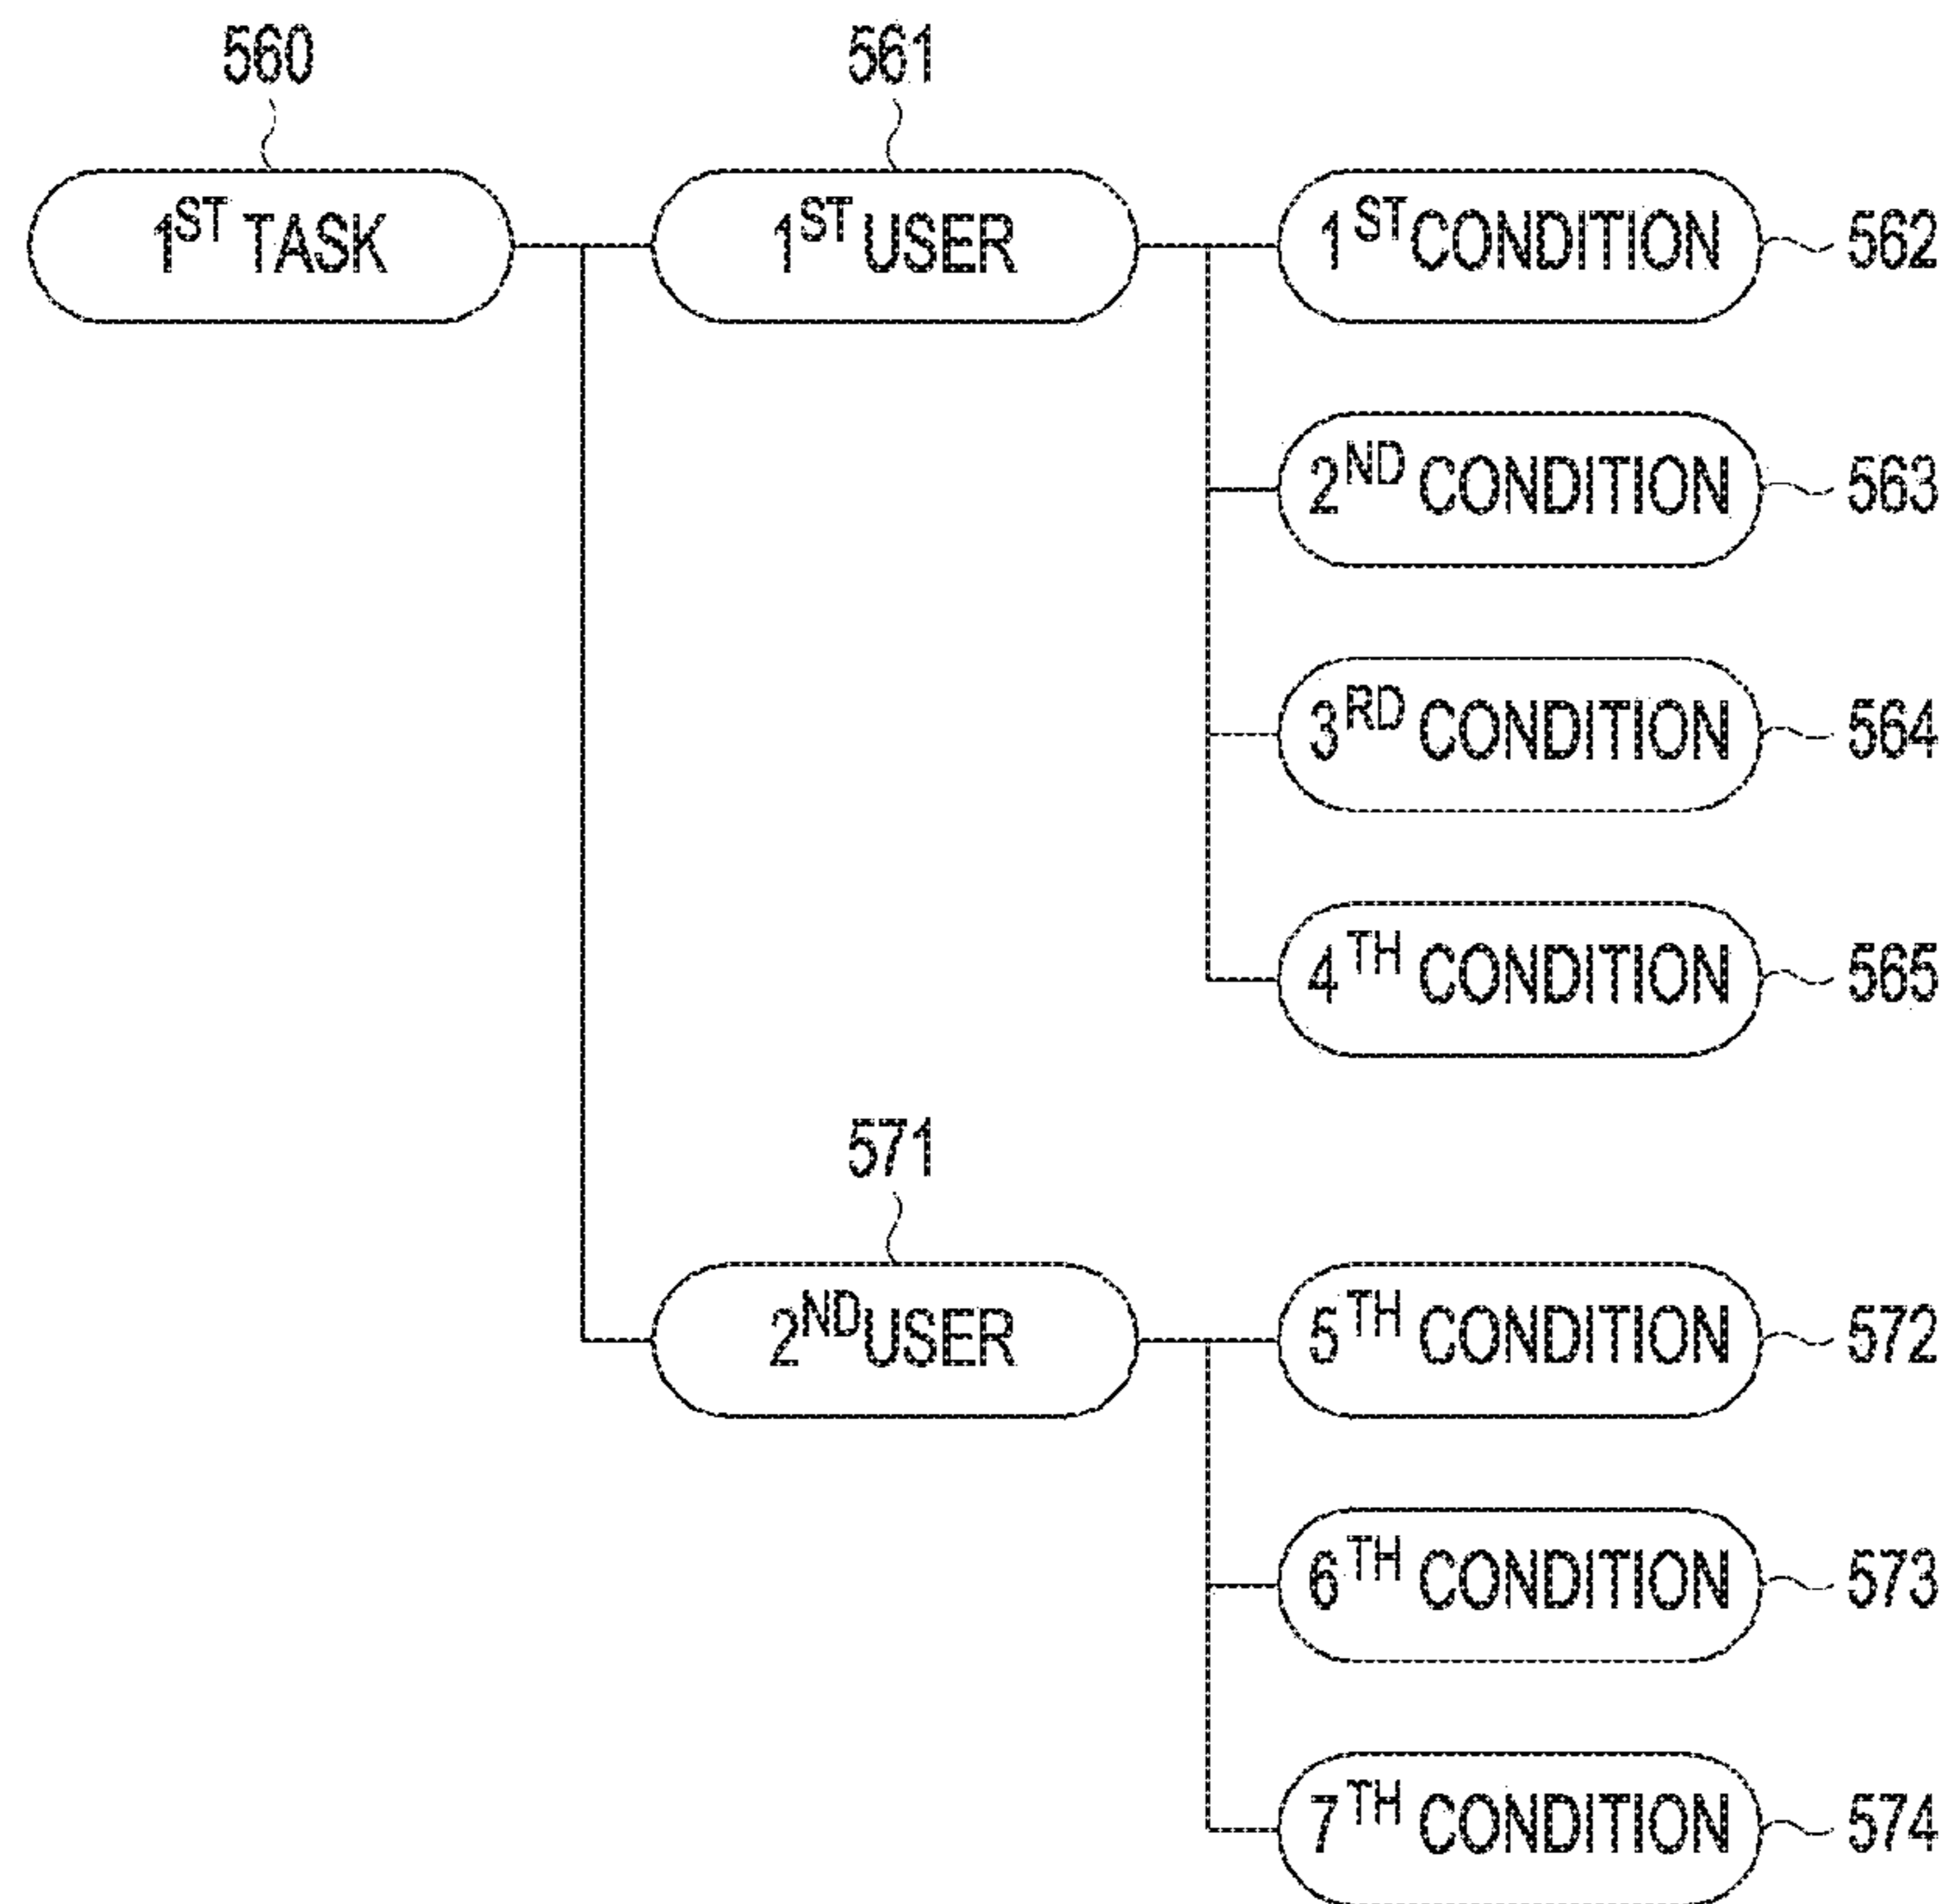 560 561
1ST TASK 1ST USER 1ST CONDITION 562
2ND CONDITION 563
3RD CONDITION 564
4TH CONDITION 565
571
2ND USER 5TH CONDITION 572
6TH CONDITION 573
7TH CONDITION 574